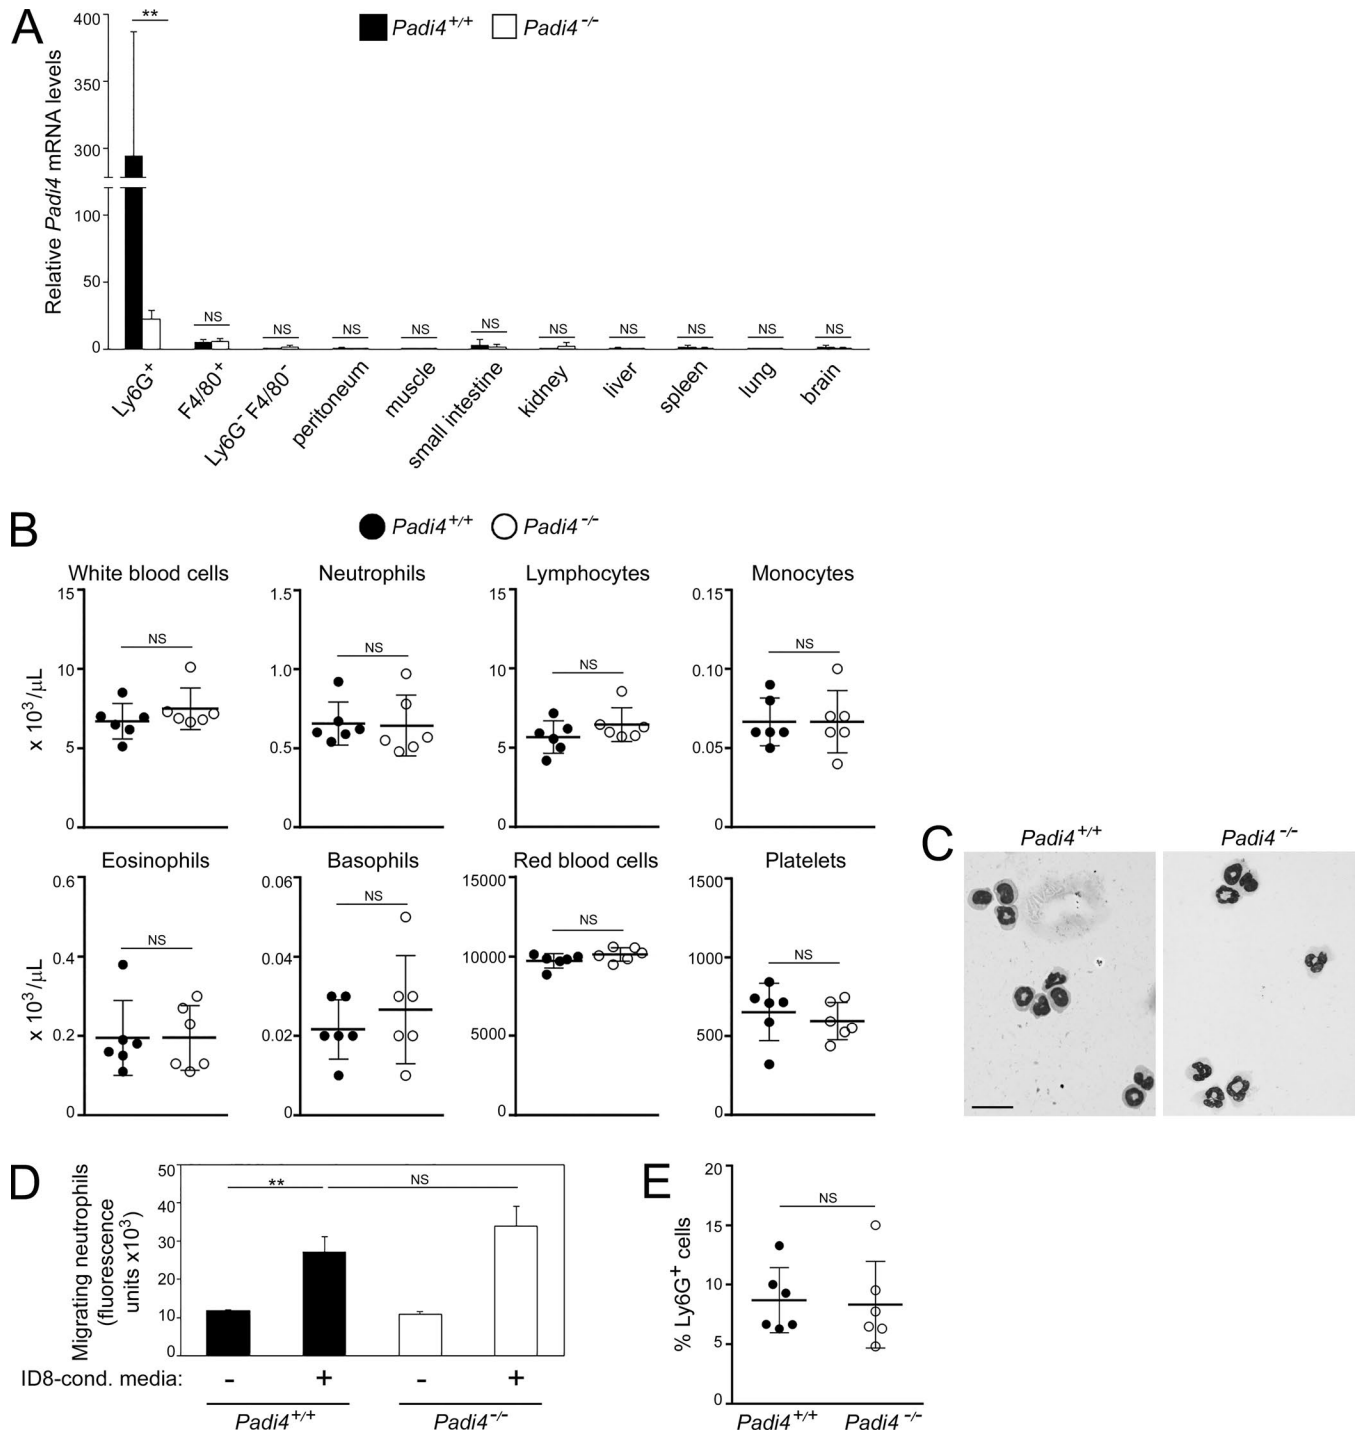 A
Padi4+/+ Padi4-/-
Relative Padi4 mRNA levels
400
350
300
100
50
0
**
NS NS NS NS NS NS NS NS NS NS
Ly6G+ F4/80+ Ly6G- F4/80- peritoneum muscle small intestine kidney liver spleen lung brain
B
Padi4+/+ Padi4-/-
White blood cells Neutrophils Lymphocytes Monocytes
x 10³/µL
15 10 5 0 NS
1.5 1.0 0.5 0 NS
15 10 5 0 NS
0.15 0.10 0.05 0 NS
Eosinophils Basophils Red blood cells Platelets
x 10³/µL
0.6 0.4 0.2 0 NS
0.06 0.04 0.02 0 NS
15000 10000 5000 0 NS
1500 1000 500 0 NS
C
Padi4+/+ Padi4-/-
D
Migrating neutrophils
(fluorescence
units x10³)
50
40
30
20
10
0
** NS
ID8-cond. media: - + - +
Padi4+/+ Padi4-/-
E
% Ly6G+ cells
20
15
10
5
0
NS
Padi4+/+ Padi4-/-